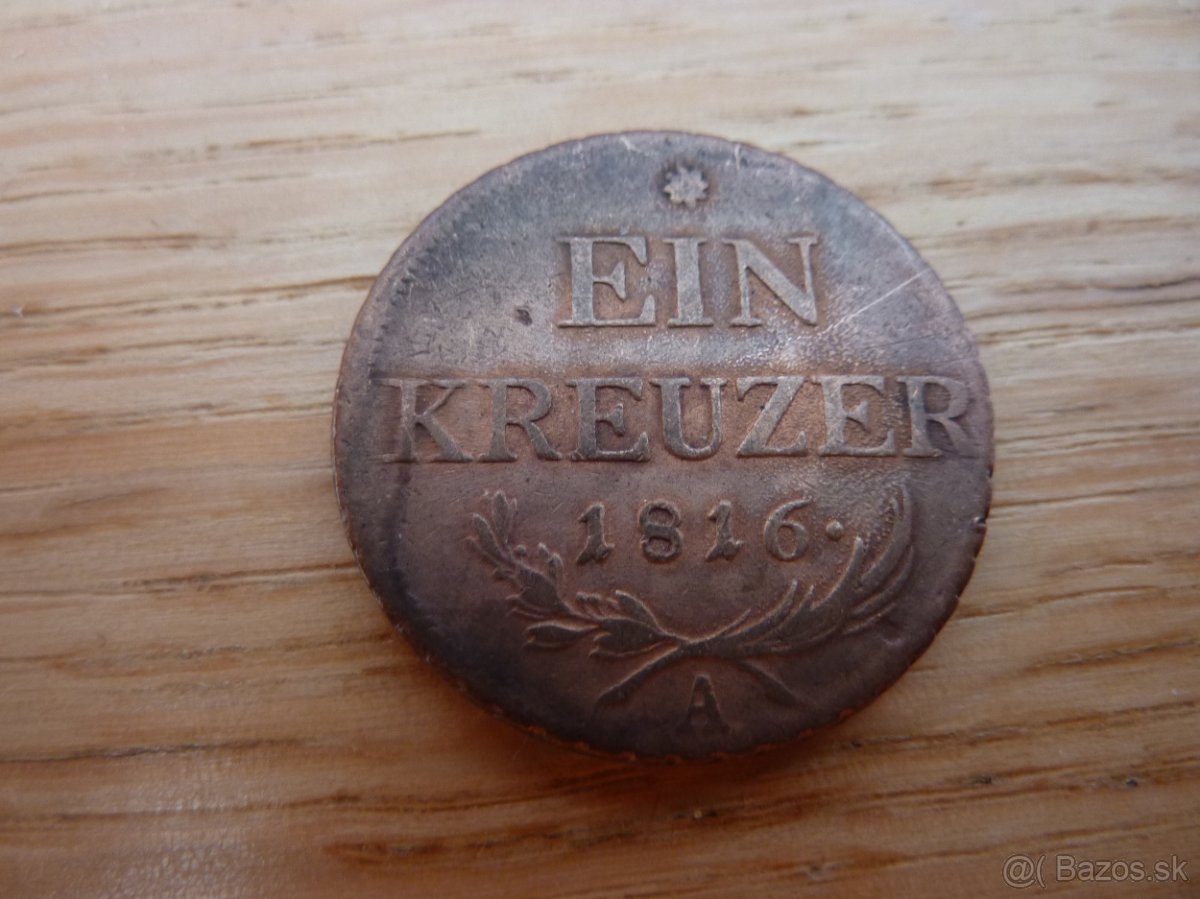 EIN
KREUZER
1816·
A
@( Bazos.sk